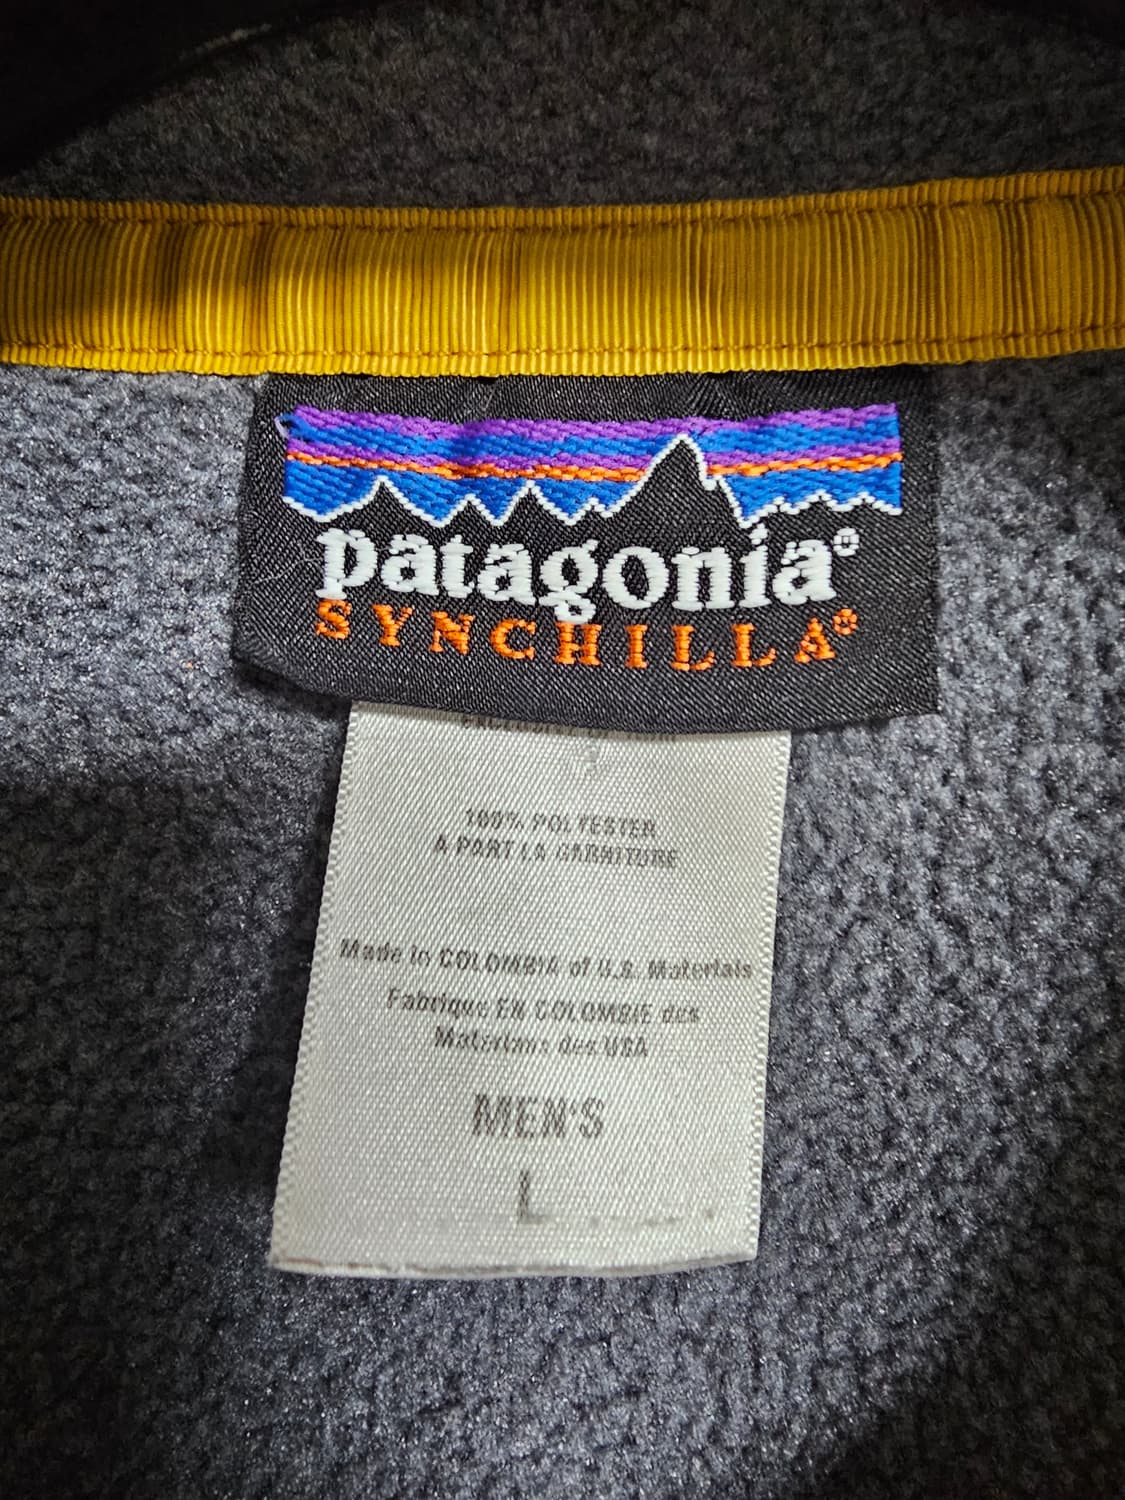 patagonia®
SYNCHILLA®
100% POLYESTER
A PART LA GARNITURE
Made in COLOMBIA of U.S. Materials
Fabrique EN COLOMBIE des
Materiaux des USA
MEN'S
L